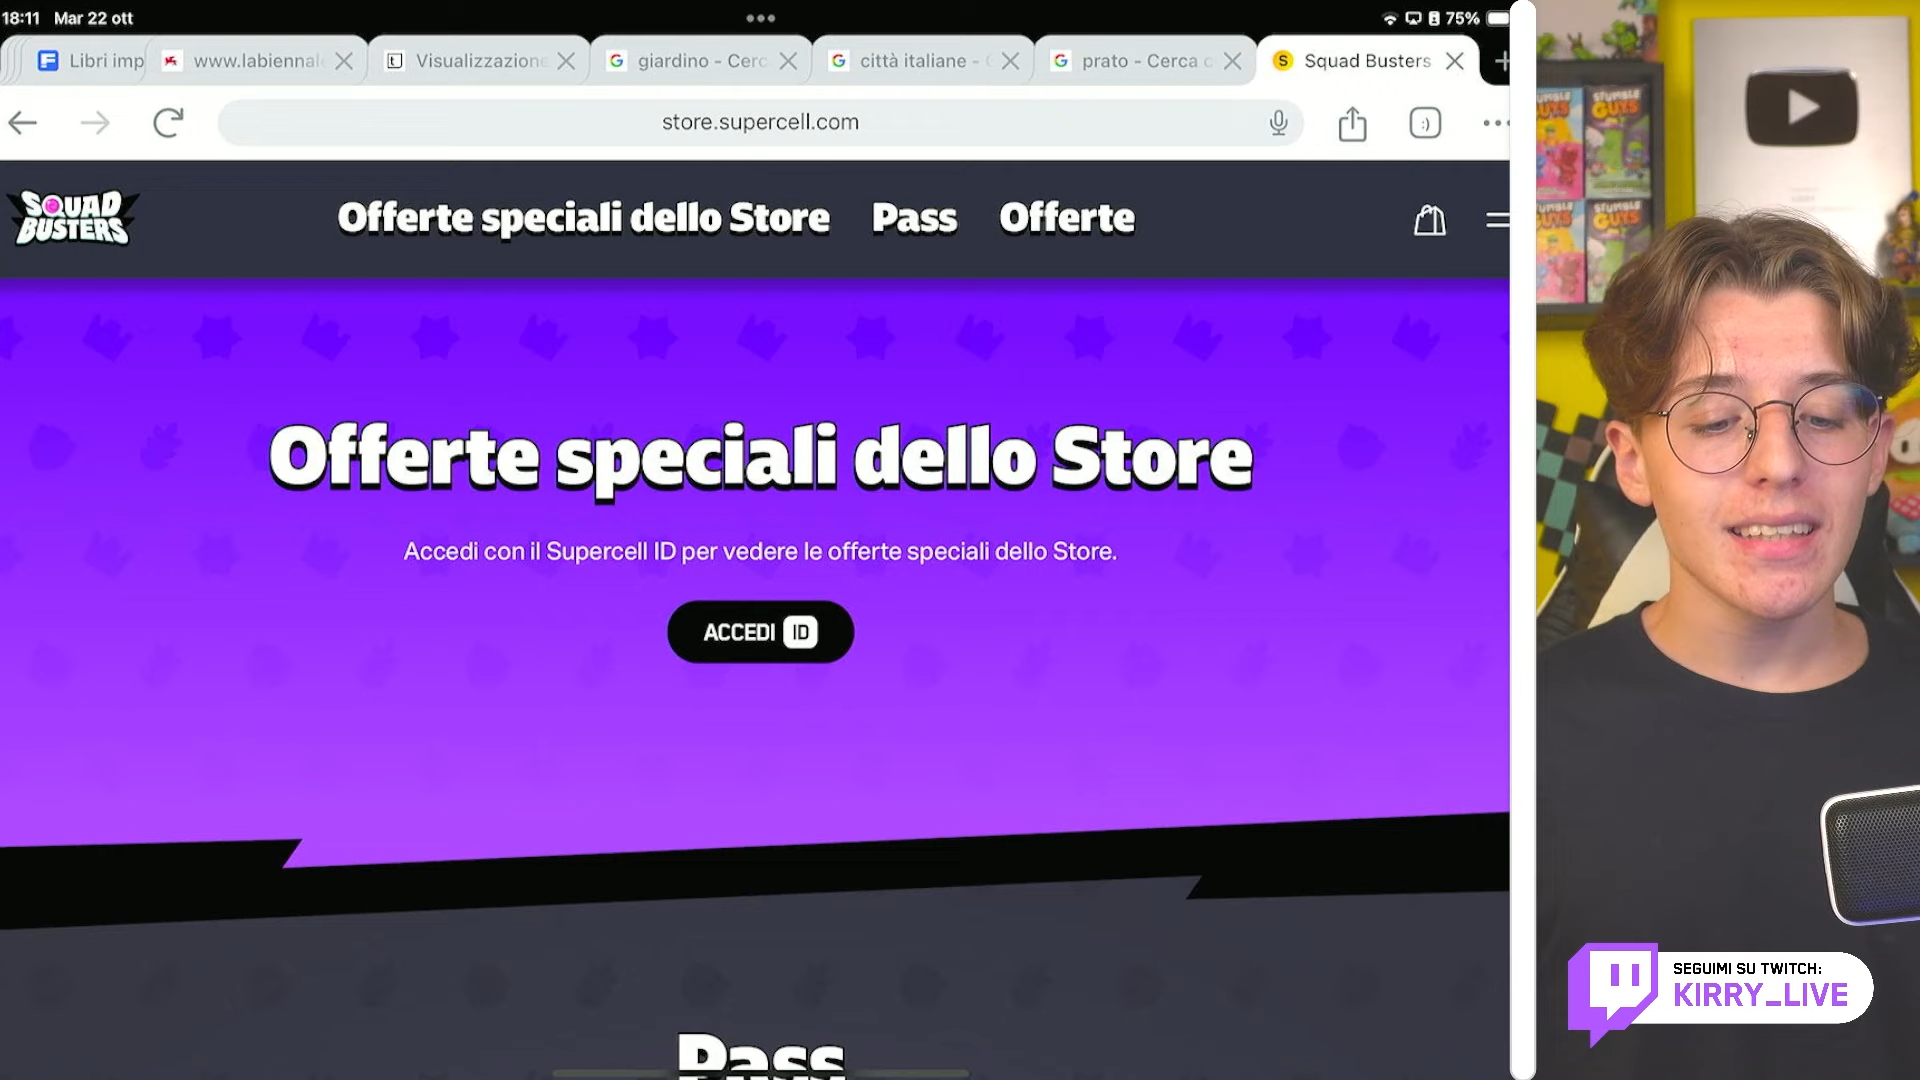 18:11 Mar 22 ott
75%
Libri imp
www.labiennal
Visualizzazione
giardino - Cerc
città italiane -
prato - Cerca c
Squad Busters
store.supercell.com
SQUAD
BUSTERS
Offerte speciali dello Store
Pass
Offerte
Offerte speciali dello Store
Accedi con il Supercell ID per vedere le offerte speciali dello Store.
ACCEDI ID
Pass
STUMBLE
GUYS
SEGUIMI SU TWITCH:
KIRRY_LIVE